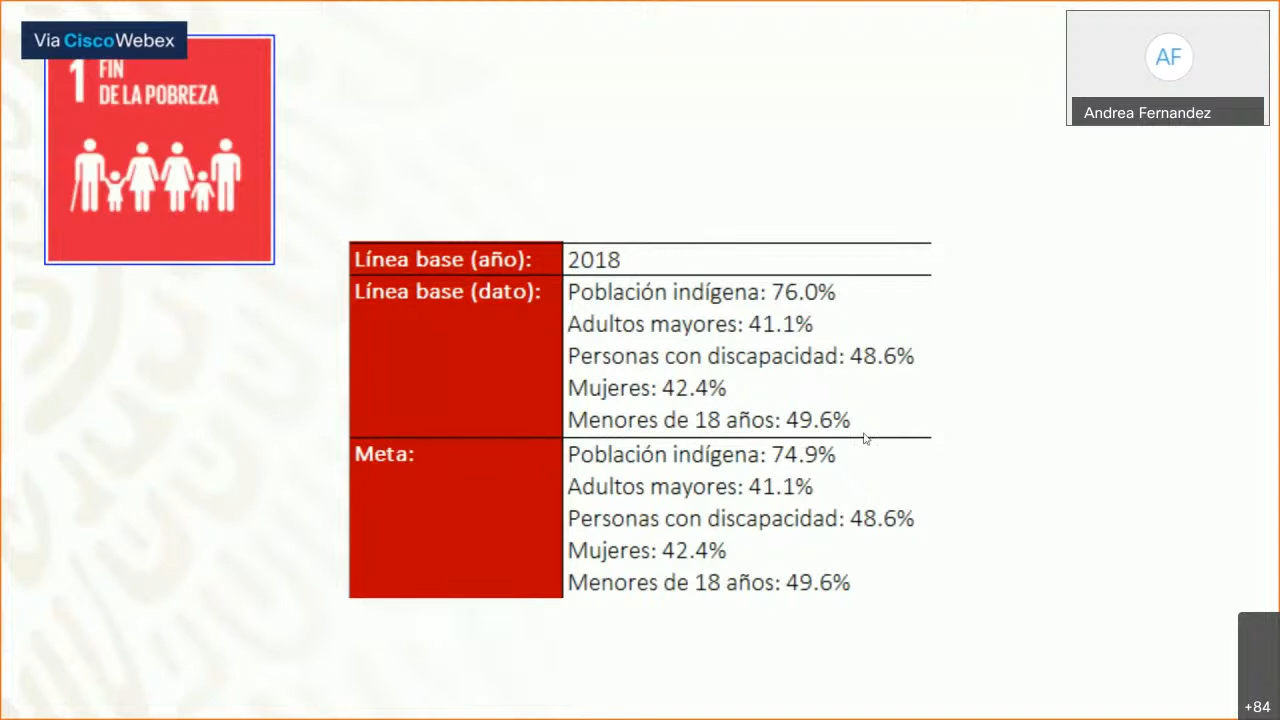 Via CiscoWebex
1 FIN
DE LA POBREZA
AF
Andrea Fernandez
Línea base (año): 2018
Línea base (dato): Población indígena: 76.0%
Adultos mayores: 41.1%
Personas con discapacidad: 48.6%
Mujeres: 42.4%
Menores de 18 años: 49.6%
Meta: Población indígena: 74.9%
Adultos mayores: 41.1%
Personas con discapacidad: 48.6%
Mujeres: 42.4%
Menores de 18 años: 49.6%
+84